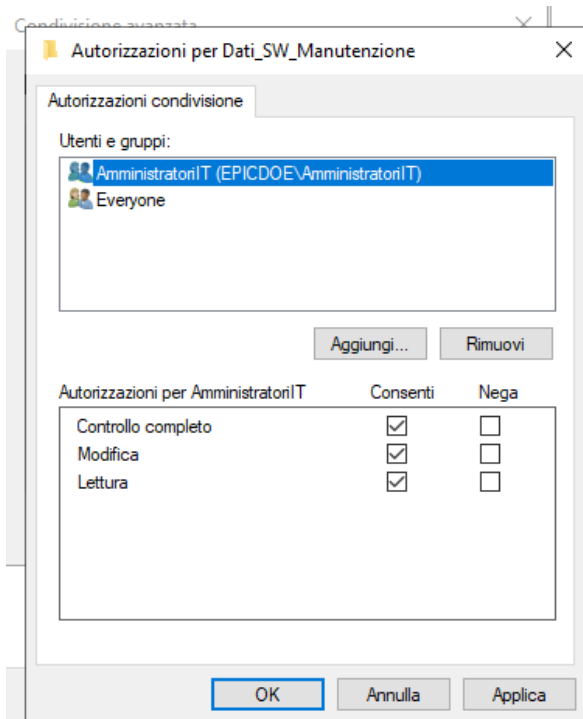 Condivisione avanzata
Autorizzazioni per Dati_SW_Manutenzione
Autorizzazioni condivisione
Utenti e gruppi:
AmministratoriIT (EPICDOE\AmministratoriIT)
Everyone
Aggiungi... Rimuovi
Autorizzazioni per AmministratoriIT Consenti Nega
Controllo completo
Modifica
Lettura
OK Annulla Applica